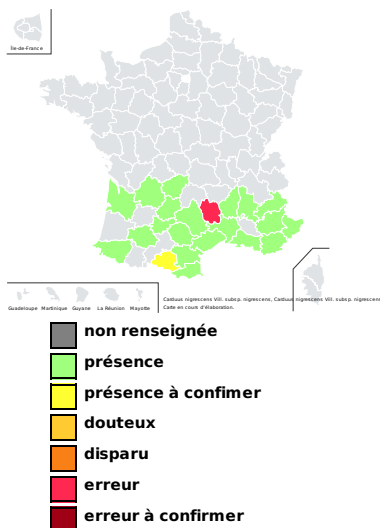 Île-de-France
Guadeloupe Martinique Guyane La Réunion Mayotte
Carduus nigrescens Vill. subsp. nigrescens, Carduus nigrescens Vill. subsp. nigrescens
Carte en cours d'élaboration.
non renseignée
présence
présence à confimer
douteux
disparu
erreur
erreur à confirmer